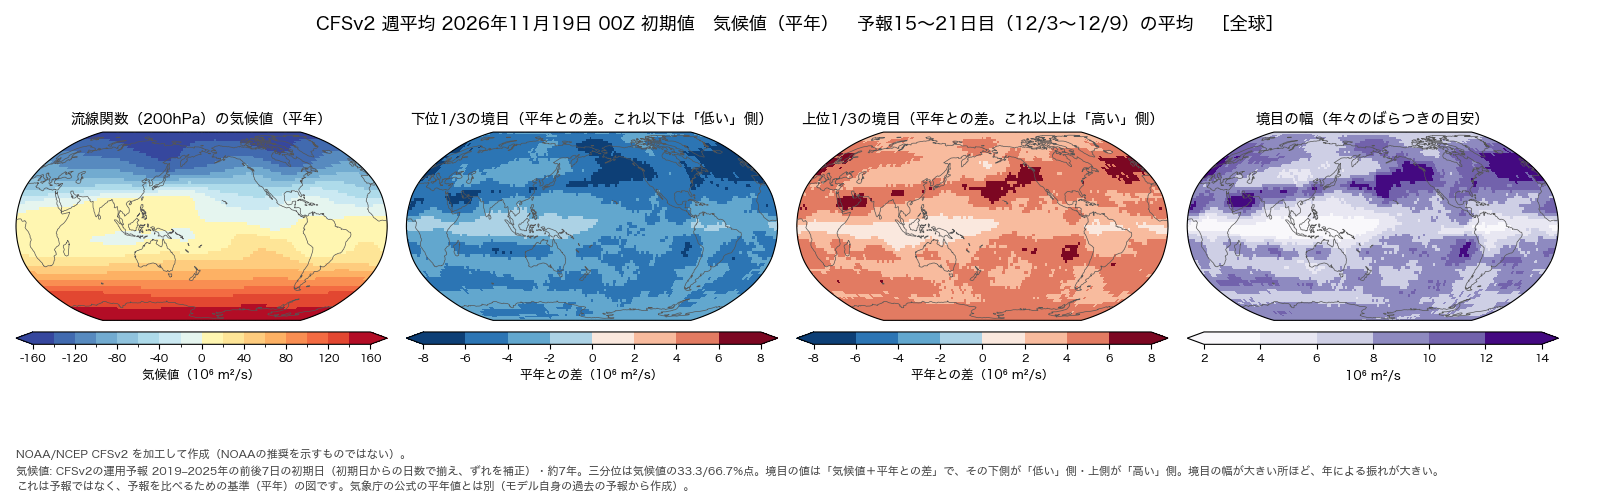 CFSv2 週平均 2026年11月19日 00Z 初期値　気候値（平年）　予報15～21日目（12/3～12/9）の平均　［全球］
流線関数（200hPa）の気候値（平年）
下位1/3の境目（平年との差。これ以下は「低い」側）
上位1/3の境目（平年との差。これ以上は「高い」側）
境目の幅（年々のばらつきの目安）
-160 -120 -80 -40 0 40 80 120 160
-8 -6 -4 -2 0 2 4 6 8
-8 -6 -4 -2 0 2 4 6 8
2 4 6 8 10 12 14
気候値（10⁶ m²/s）
平年との差（10⁶ m²/s）
平年との差（10⁶ m²/s）
10⁶ m²/s
NOAA/NCEP CFSv2 を加工して作成（NOAAの推奨を示すものではない）。
気候値: CFSv2の運用予報 2019–2025年の前後7日の初期日（初期日からの日数で揃え、ずれを補正）・約7年。三分位は気候値の33.3/66.7%点。境目の値は「気候値＋平年との差」で、その下側が「低い」側・上側が「高い」側。境目の幅が大きい所ほど、年による振れが大きい。
これは予報ではなく、予報を比べるための基準（平年）の図です。気象庁の公式の平年値とは別（モデル自身の過去の予報から作成）。